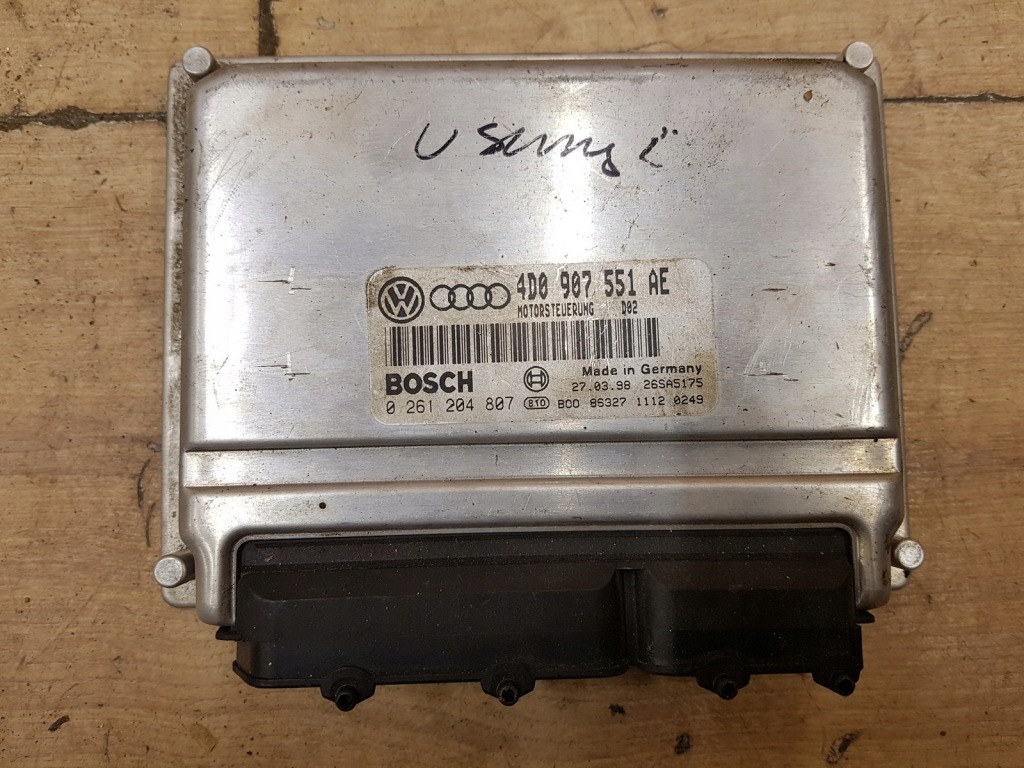 4D0 907 551 AE
MOTORSTEUERUNG D02
BOSCH
Made in Germany
27.03.98 26SA5175
0 261 204 807 810 B00 86327 1112 0249